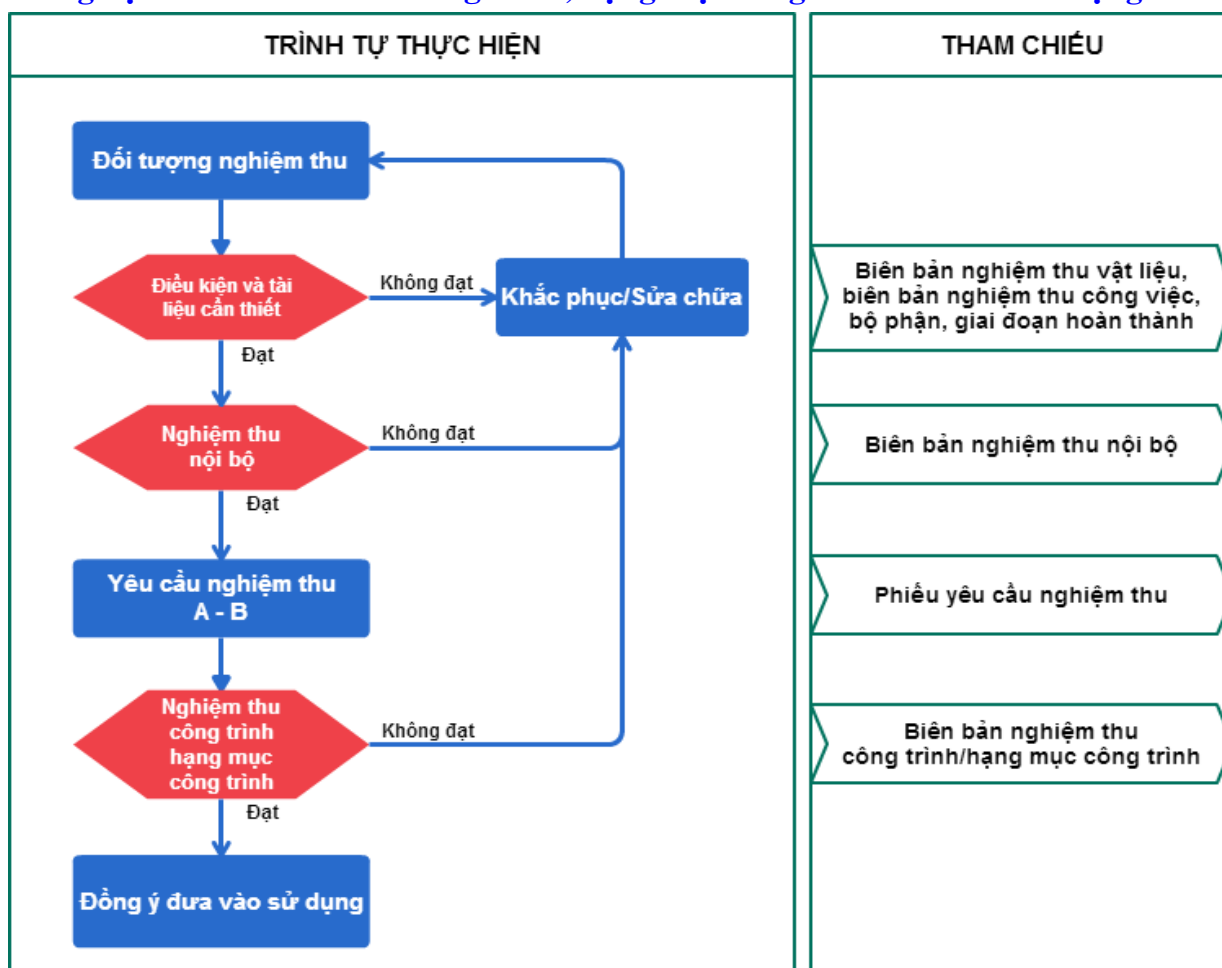 TRÌNH TỰ THỰC HIỆN
THAM CHIẾU
Đối tượng nghiệm thu
Điều kiện và tài
liệu cần thiết
Không đạt
Khắc phục/Sửa chữa
Biên bản nghiệm thu vật liệu,
biên bản nghiệm thu công việc,
bộ phận, giai đoạn hoàn thành
Đạt
Nghiệm thu
nội bộ
Không đạt
Biên bản nghiệm thu nội bộ
Đạt
Yêu cầu nghiệm thu
A - B
Phiếu yêu cầu nghiệm thu
Nghiệm thu
công trình
hạng mục
công trình
Không đạt
Biên bản nghiệm thu
công trình/hạng mục công trình
Đạt
Đồng ý đưa vào sử dụng